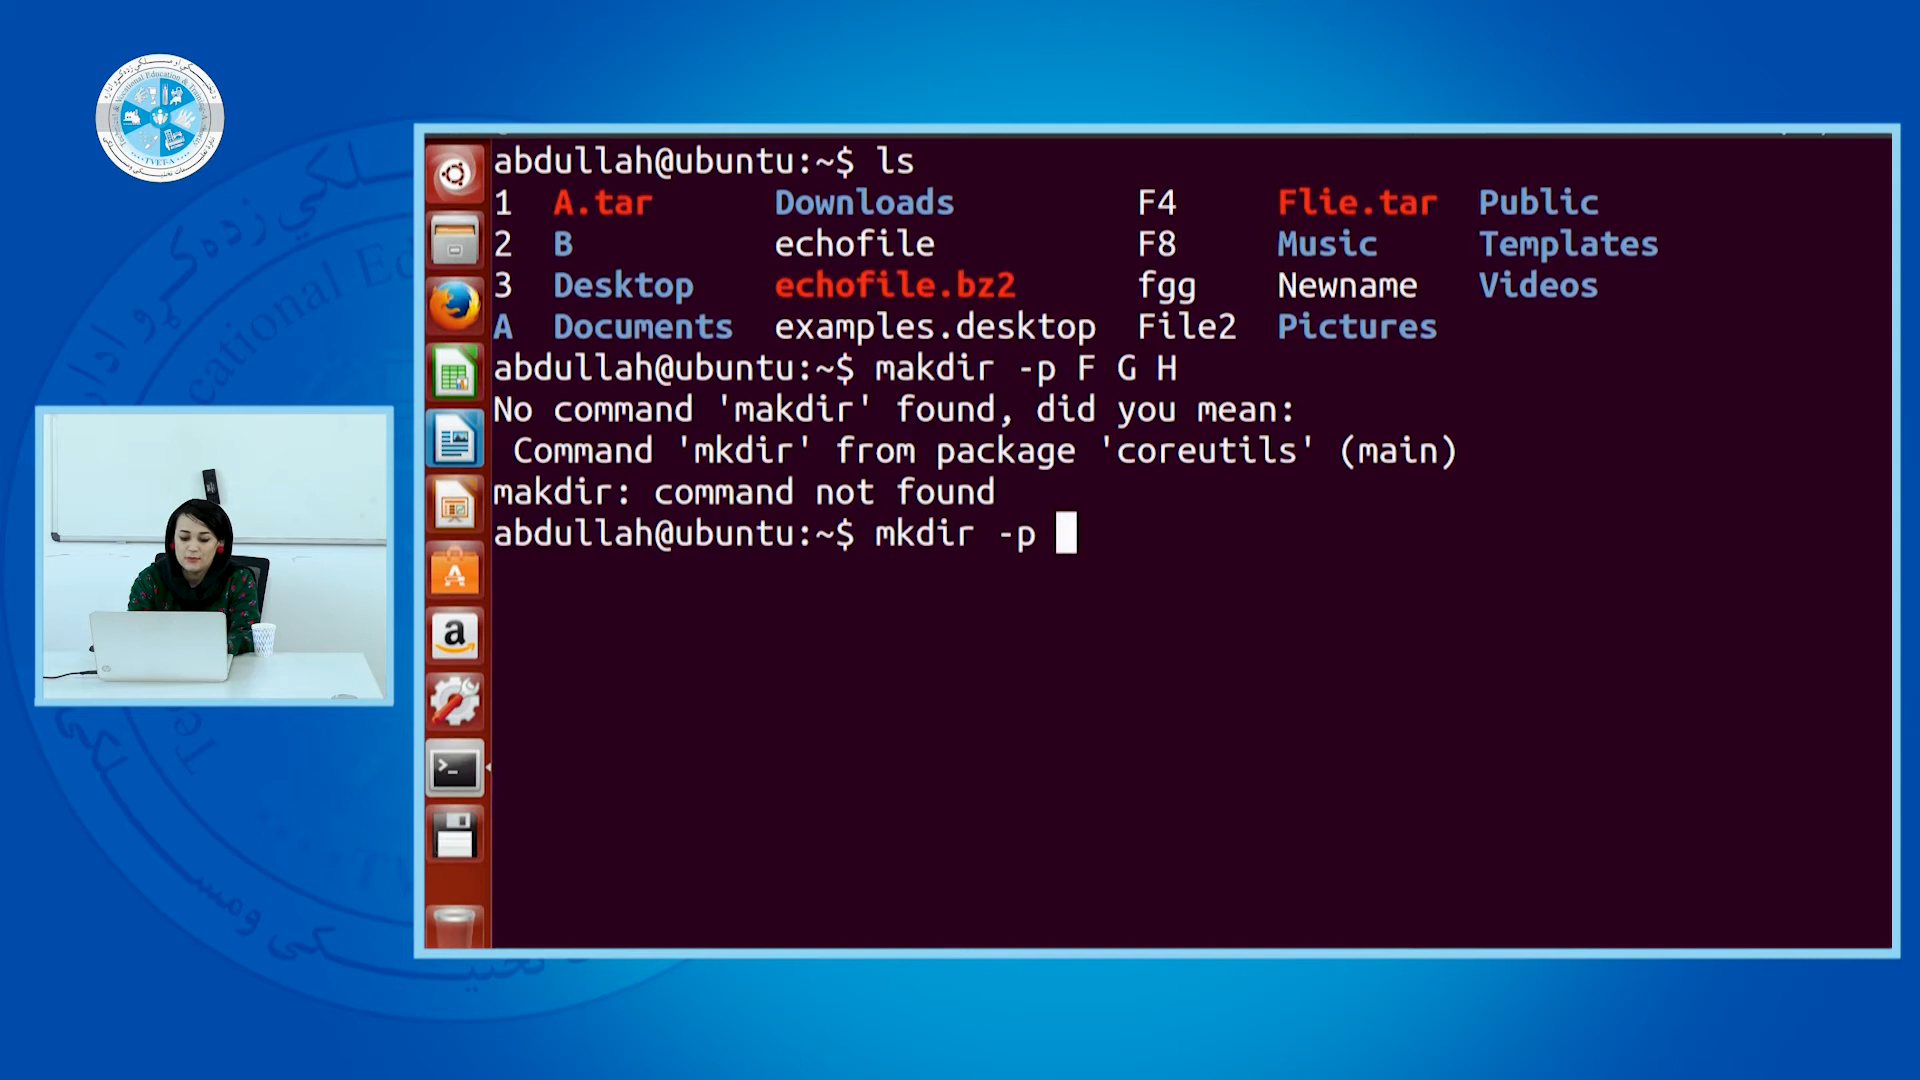 abdullah@ubuntu:~$ ls
1 A.tar Downloads F4 Flie.tar Public
2 B echofile F8 Music Templates
3 Desktop echofile.bz2 fgg Newname Videos
A Documents examples.desktop File2 Pictures
abdullah@ubuntu:~$ makdir -p F G H
No command 'makdir' found, did you mean:
Command 'mkdir' from package 'coreutils' (main)
makdir: command not found
abdullah@ubuntu:~$ mkdir -p
TVET-A